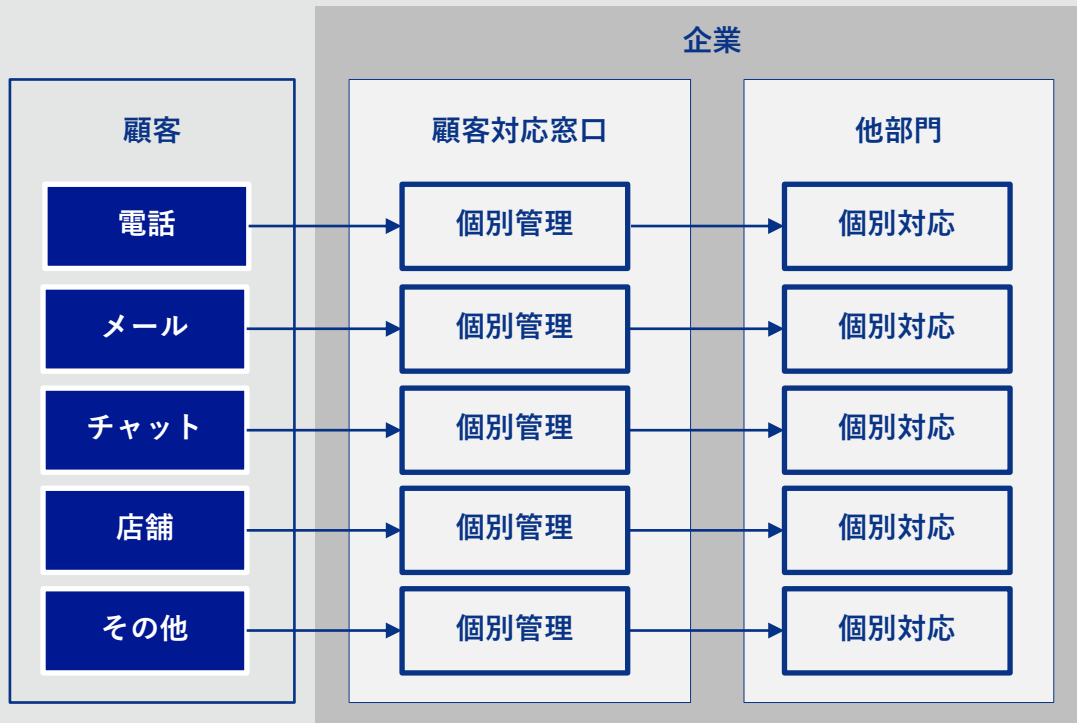 企業
顧客
顧客対応窓口
他部門
電話
個別管理
個別対応
メール
個別管理
個別対応
チャット
個別管理
個別対応
店舗
個別管理
個別対応
その他
個別管理
個別対応